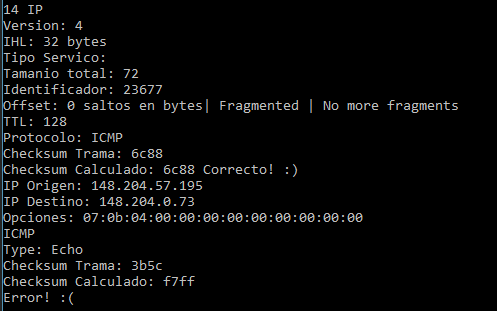 14 IP
Version: 4
IHL: 32 bytes
Tipo Servico:
Tamanio total: 72
Identificador: 23677
Offset: 0 saltos en bytes| Fragmented | No more fragments
TTL: 128
Protocolo: ICMP
Checksum Trama: 6c88
Checksum Calculado: 6c88 Correcto! :)
IP Origen: 148.204.57.195
IP Destino: 148.204.0.73
Opciones: 07:0b:04:00:00:00:00:00:00:00:00:00
ICMP
Type: Echo
Checksum Trama: 3b5c
Checksum Calculado: f7ff
Error! :(